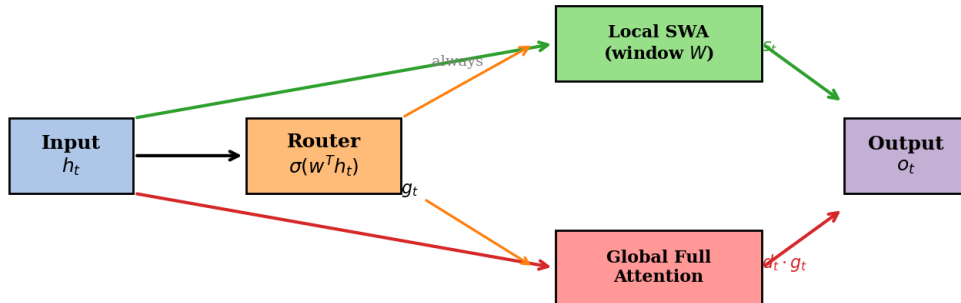 Local SWA
(window W)
always
s_t
Input
h_t
Router
σ(w^T h_t)
Output
o_t
g_t
Global Full
Attention
d_t · g_t